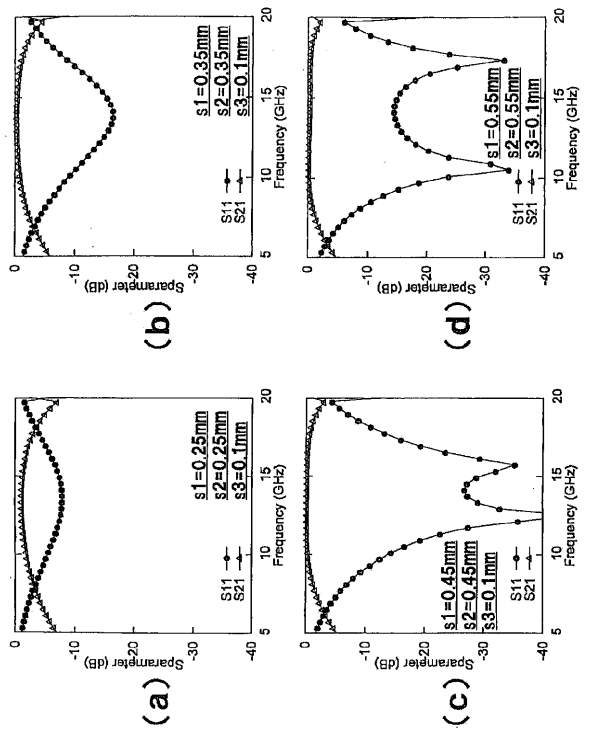 (a)
0
-10
-20
-30
-40
Sparameter (dB)
5
10
15
20
Frequency (GHz)
S11
S21
s1=0.25mm
s2=0.25mm
s3=0.1mm
(b)
0
-10
-20
-30
-40
Sparameter (dB)
5
10
15
20
Frequency (GHz)
S11
S21
s1=0.35mm
s2=0.35mm
s3=0.1mm
(c)
0
-10
-20
-30
-40
Sparameter (dB)
5
10
15
20
Frequency (GHz)
S11
S21
s1=0.45mm
s2=0.45mm
s3=0.1mm
(d)
0
-10
-20
-30
-40
Sparameter (dB)
5
10
15
20
Frequency (GHz)
S11
S21
s1=0.55mm
s2=0.55mm
s3=0.1mm